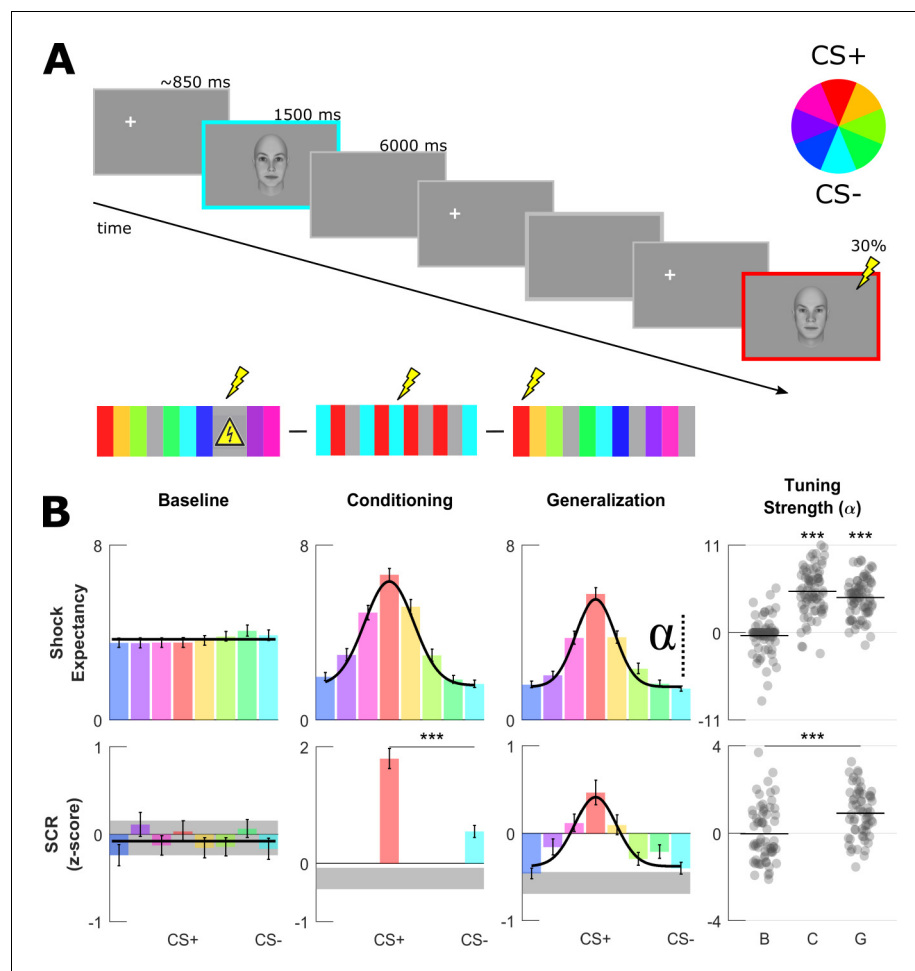 A
~850 ms
1500 ms
6000 ms
CS+
CS-
time
30%
B
Baseline
Conditioning
Generalization
Tuning
Strength (α)
Shock
Expectancy
8
0
8
0
8
0
α
*** ***
11
0
-11
SCR
(z-score)
1
0
-1
***
2
0
-1
1
0
-1
***
4
0
-4
CS+ CS-
CS+ CS-
CS+ CS-
B C G